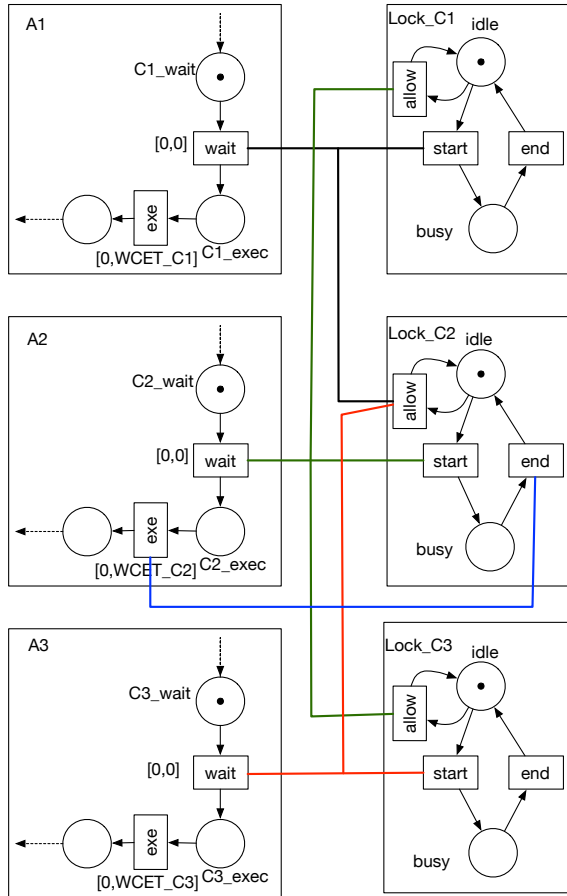 A1
Lock_C1
idle
C1_wait
allow
[0,0]
wait
start
end
exe
busy
C1_exec
[0,WCET_C1]
A2
Lock_C2
idle
C2_wait
allow
[0,0]
wait
start
end
exe
busy
C2_exec
[0,WCET_C2]
A3
Lock_C3
idle
C3_wait
allow
[0,0]
wait
start
end
exe
busy
C3_exec
[0,WCET_C3]